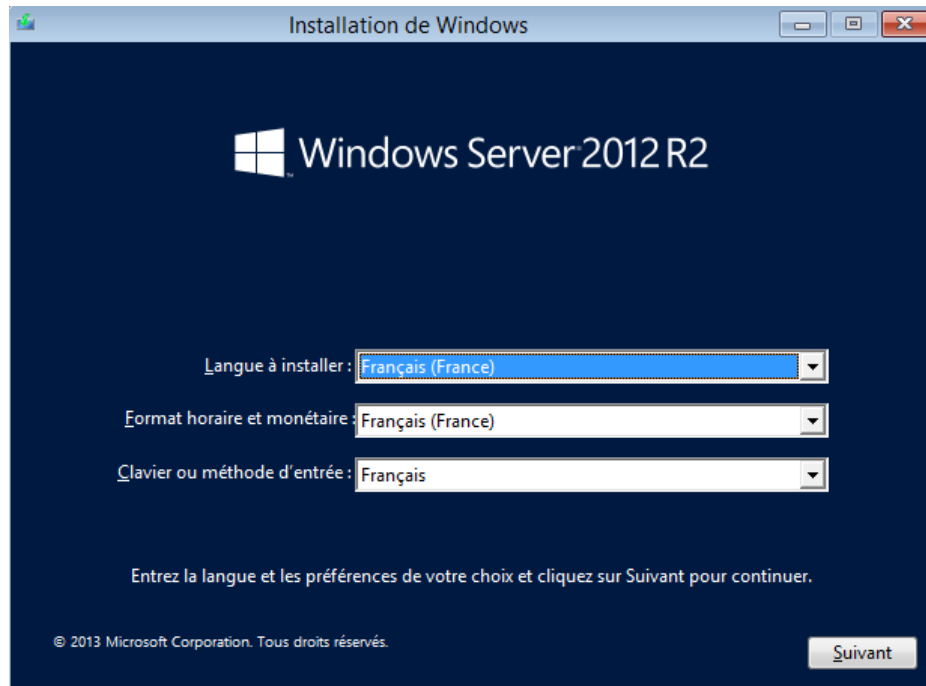 Installation de Windows
Windows Server 2012 R2
Langue à installer : Français (France)
Format horaire et monétaire : Français (France)
Clavier ou méthode d'entrée : Français
Entrez la langue et les préférences de votre choix et cliquez sur Suivant pour continuer.
© 2013 Microsoft Corporation. Tous droits réservés.
Suivant